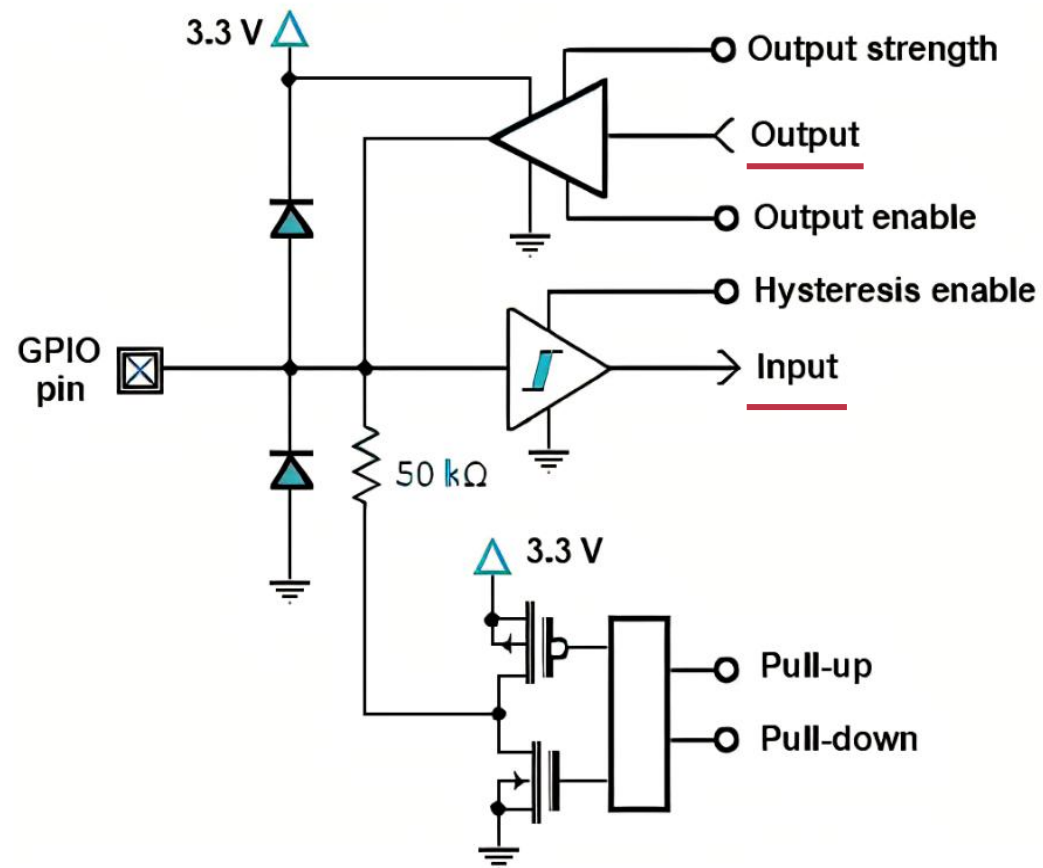 3.3 V
Output strength
Output
Output enable
Hysteresis enable
GPIO
pin
Input
50 kΩ
3.3 V
Pull-up
Pull-down